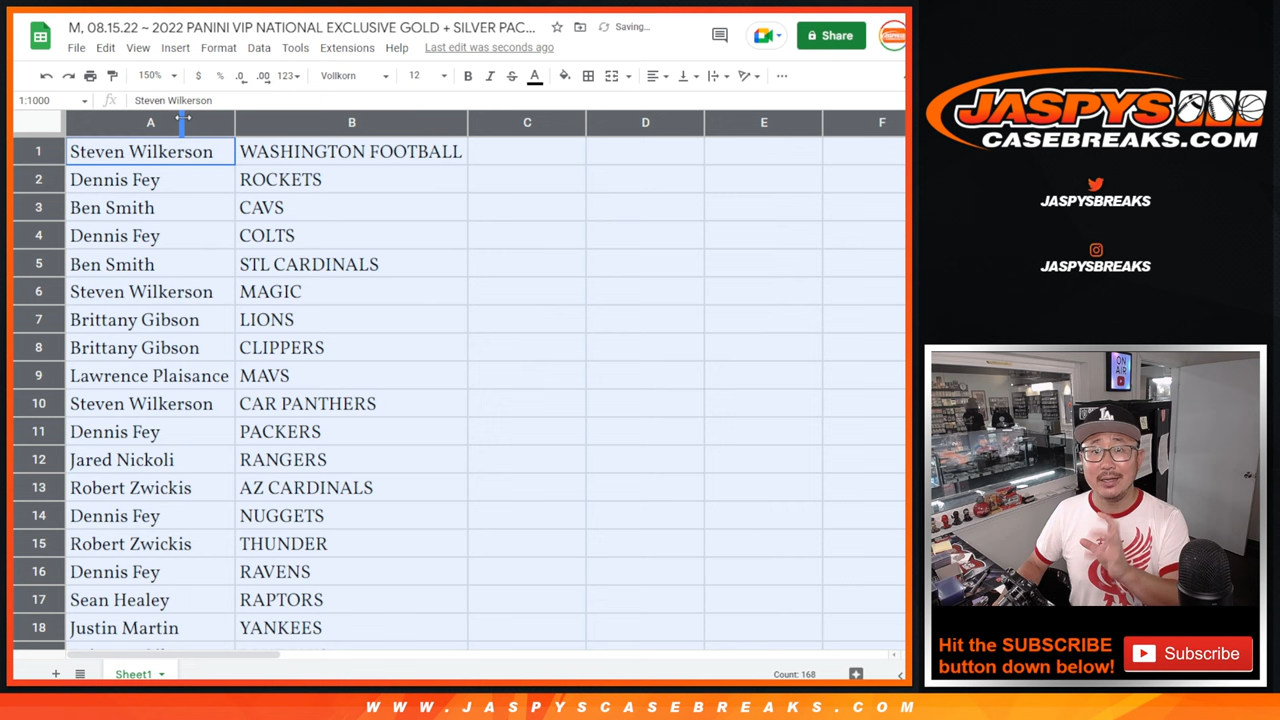 M, 08.15.22 ~ 2022 PANINI VIP NATIONAL EXCLUSIVE GOLD + SILVER PAC...
Saving...
File Edit View Insert Format Data Tools Extensions Help Last edit was seconds ago
Share
150% $ % .0 .00 123 Vollkorn 12 B I S A
1:1000 fx Steven Wilkerson
A B C D E F
1 Steven Wilkerson WASHINGTON FOOTBALL
2 Dennis Fey ROCKETS
3 Ben Smith CAVS
4 Dennis Fey COLTS
5 Ben Smith STL CARDINALS
6 Steven Wilkerson MAGIC
7 Brittany Gibson LIONS
8 Brittany Gibson CLIPPERS
9 Lawrence Plaisance MAVS
10 Steven Wilkerson CAR PANTHERS
11 Dennis Fey PACKERS
12 Jared Nickoli RANGERS
13 Robert Zwickis AZ CARDINALS
14 Dennis Fey NUGGETS
15 Robert Zwickis THUNDER
16 Dennis Fey RAVENS
17 Sean Healey RAPTORS
18 Justin Martin YANKEES
Sheet1
Count: 168
JASPYS
CASEBREAKS.COM
JASPYSBREAKS
JASPYSBREAKS
ON
AIR
LA
Hit the SUBSCRIBE
button down below!
Subscribe
WWW.JASPYSCASEBREAKS.COM